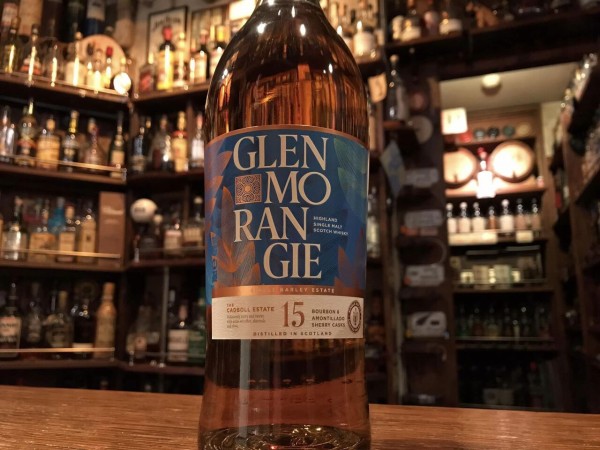 GLEN
MO
RAN
GIE
HIGHLAND
SINGLE MALT
SCOTCH WHISKY
BARLEY ESTATE
THE
CADBOLL ESTATE
15
BOURBON &
AMONTILLADO
SHERRY CASKS
DISTILLED IN SCOTLAND